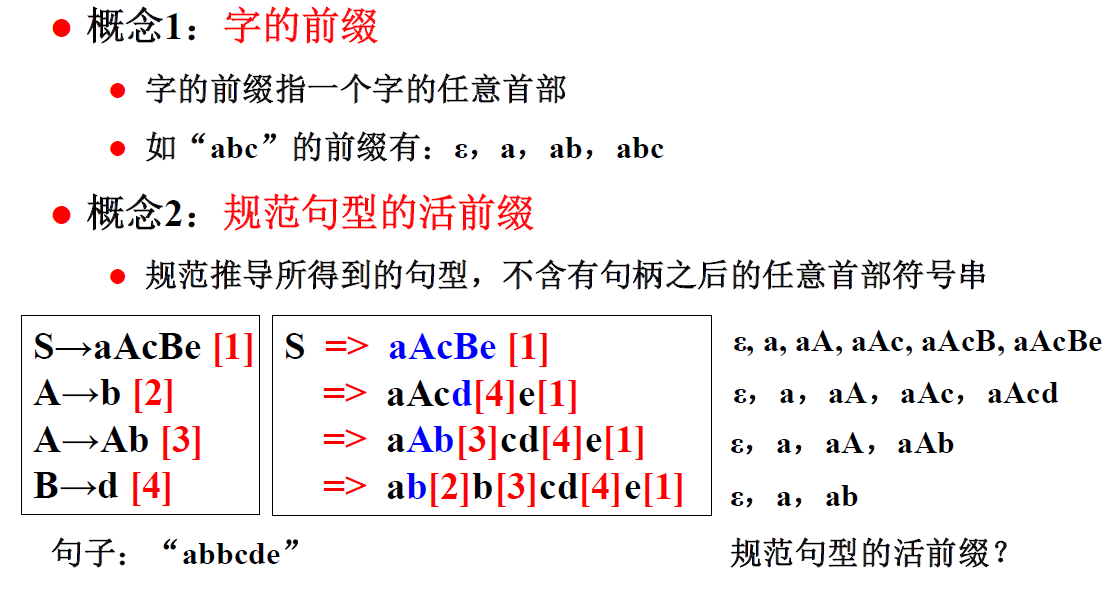 ● 概念1：字的前缀
● 字的前缀指一个字的任意首部
● 如“abc”的前缀有：ε，a，ab，abc
● 概念2：规范句型的活前缀
● 规范推导所得到的句型，不含有句柄之后的任意首部符号串
S→aAcBe [1]
A→b [2]
A→Ab [3]
B→d [4]
S => aAcBe [1]
=> aAcd[4]e[1]
=> aAb[3]cd[4]e[1]
=> ab[2]b[3]cd[4]e[1]
ε, a, aA, aAc, aAcB, aAcBe
ε，a，aA，aAc，aAcd
ε，a，aA，aAb
ε，a，ab
句子：“abbcde”
规范句型的活前缀？